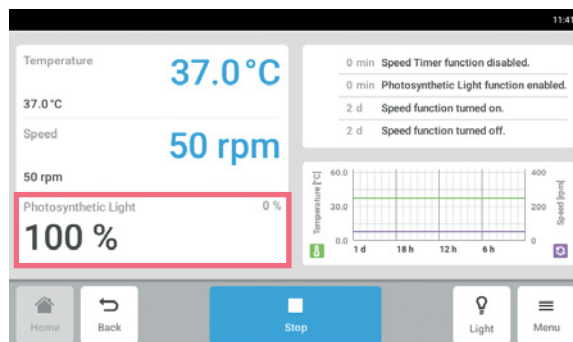 11:41
Temperature
37.0°C
37.0°C
Speed
50 rpm
50 rpm
Photosynthetic Light 0 %
100 %
0 min Speed Timer function disabled.
0 min Photosynthetic Light function enabled.
2 d Speed function turned on.
2 d Speed function turned off.
Temperature [°C]
60.0
20.0
0.0
1 d 18 h 12 h 6 h
400
200
0
Speed [rpm]
Home
Back
Stop
Light
Menu